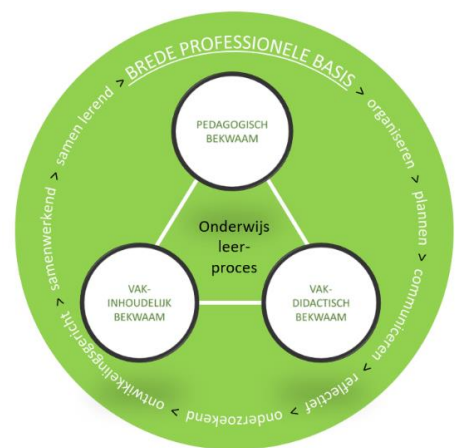 BREDE PROFESSIONELE BASIS > organiseren > plannen > communiceren > reflectief > onderzoekend > ontwikkelingsgericht > samenwerkend > samen lerend >
PEDAGOGISCH
BEKWAAM
Onderwijs
leer-
proces
VAK-
INHOUDELIJK
BEKWAAM
VAK-
DIDACTISCH
BEKWAAM